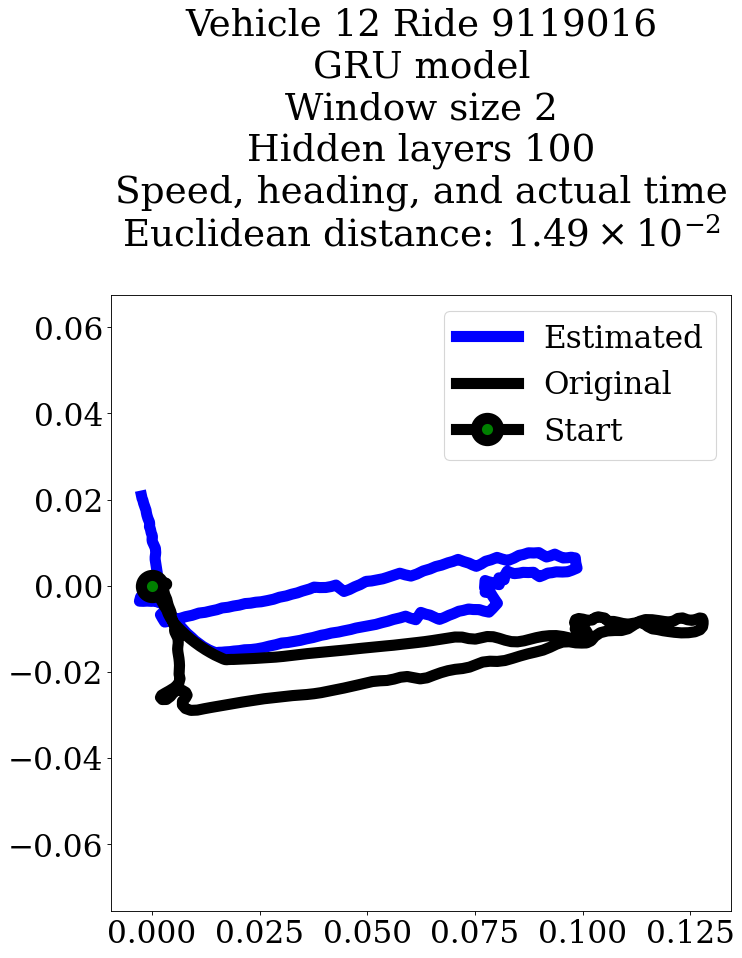 Vehicle 12 Ride 9119016
GRU model
Window size 2
Hidden layers 100
Speed, heading, and actual time
Euclidean distance: 1.49 × 10⁻²
Estimated
Original
Start
0.06
0.04
0.02
0.00
−0.02
−0.04
−0.06
0.000 0.025 0.050 0.075 0.100 0.125